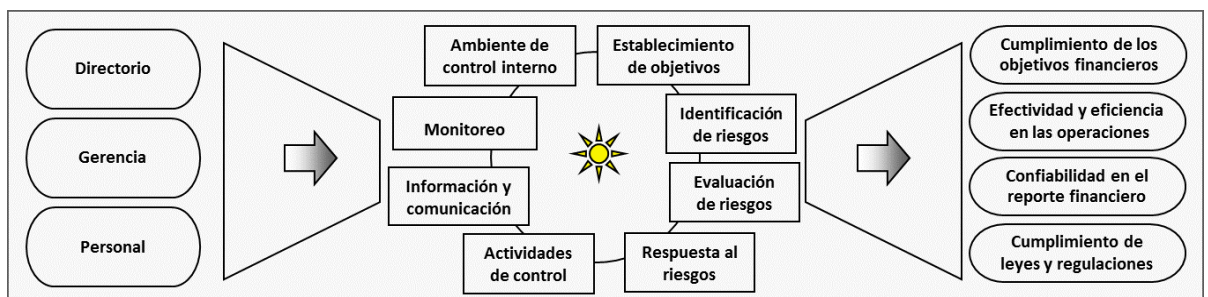 Directorio
Gerencia
Personal
Ambiente de
control interno
Establecimiento
de objetivos
Identificación
de riesgos
Evaluación
de riesgos
Respuesta al
riesgos
Actividades
de control
Información y
comunicación
Monitoreo
Cumplimiento de los
objetivos financieros
Efectividad y eficiencia
en las operaciones
Confiabilidad en el
reporte financiero
Cumplimiento de
leyes y regulaciones